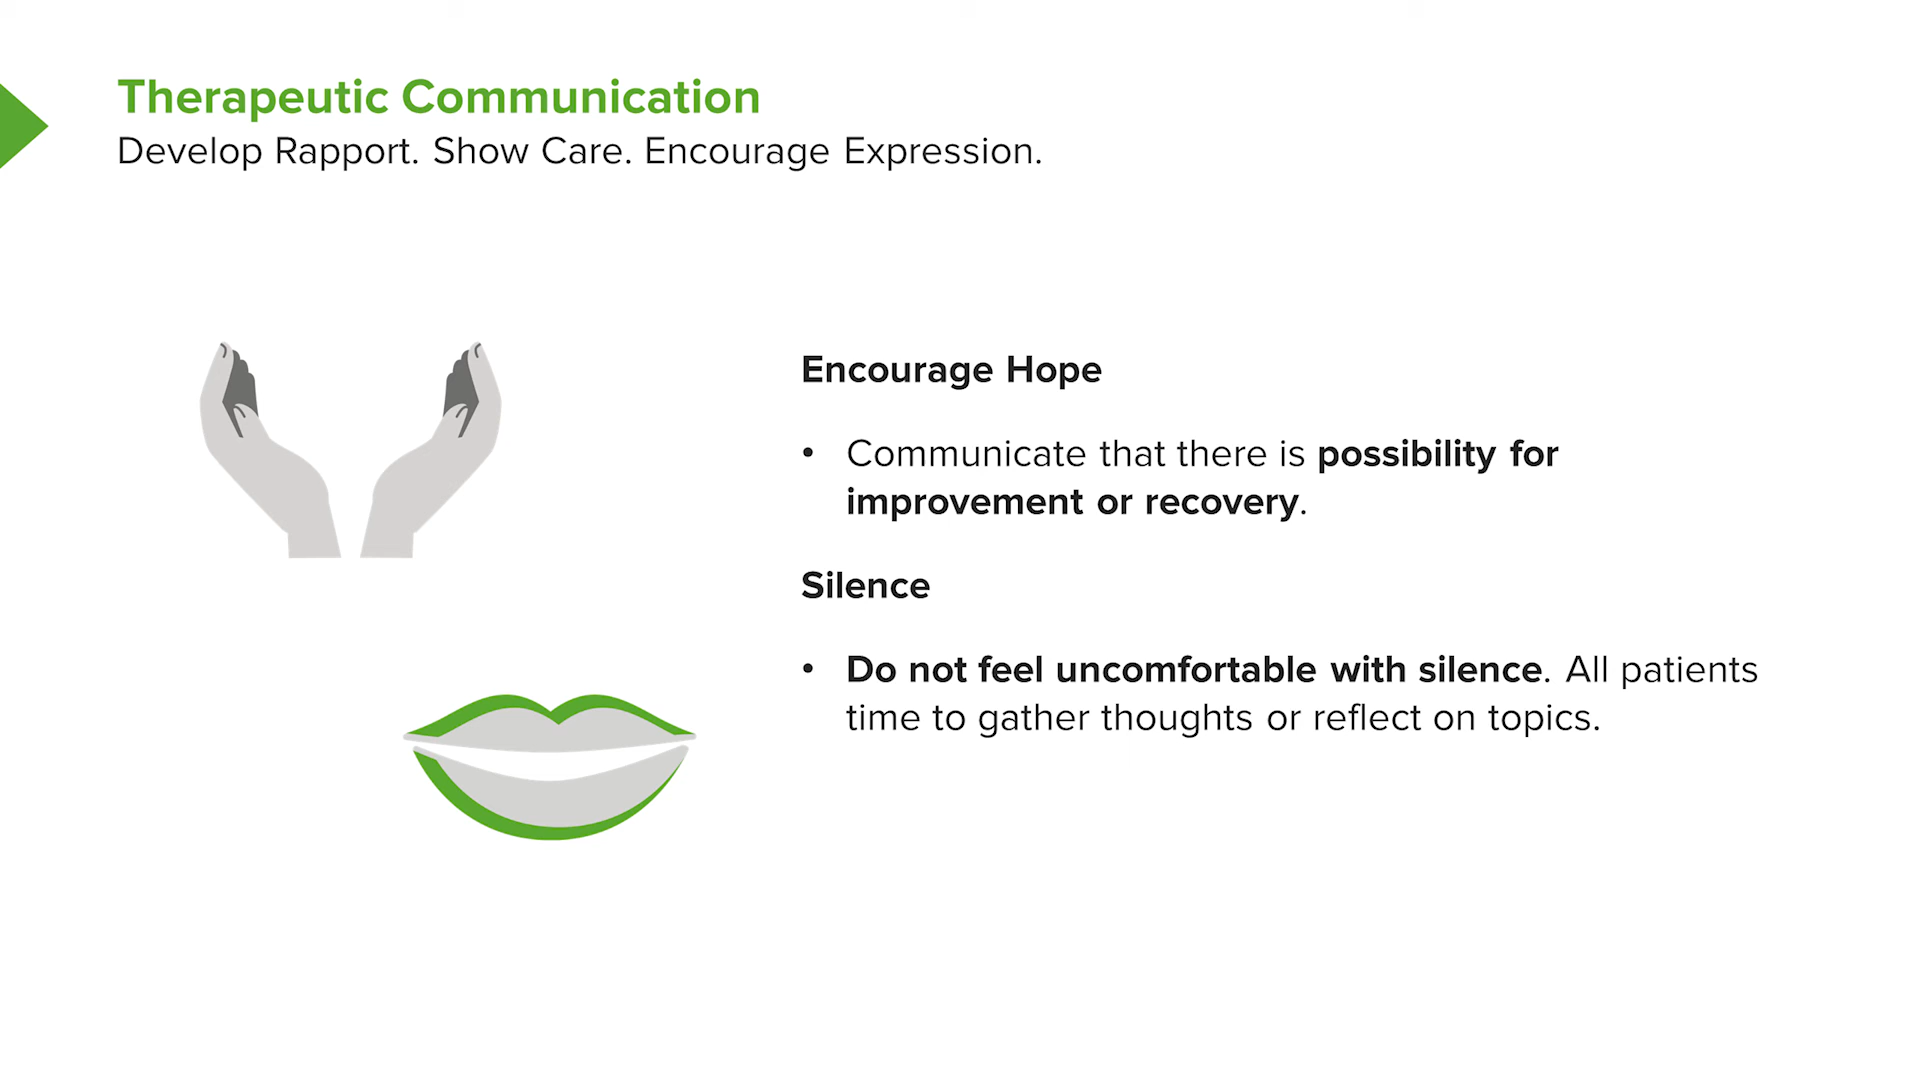 Therapeutic Communication
Develop Rapport. Show Care. Encourage Expression.
Encourage Hope
• Communicate that there is possibility for
improvement or recovery.
Silence
• Do not feel uncomfortable with silence. All patients
time to gather thoughts or reflect on topics.